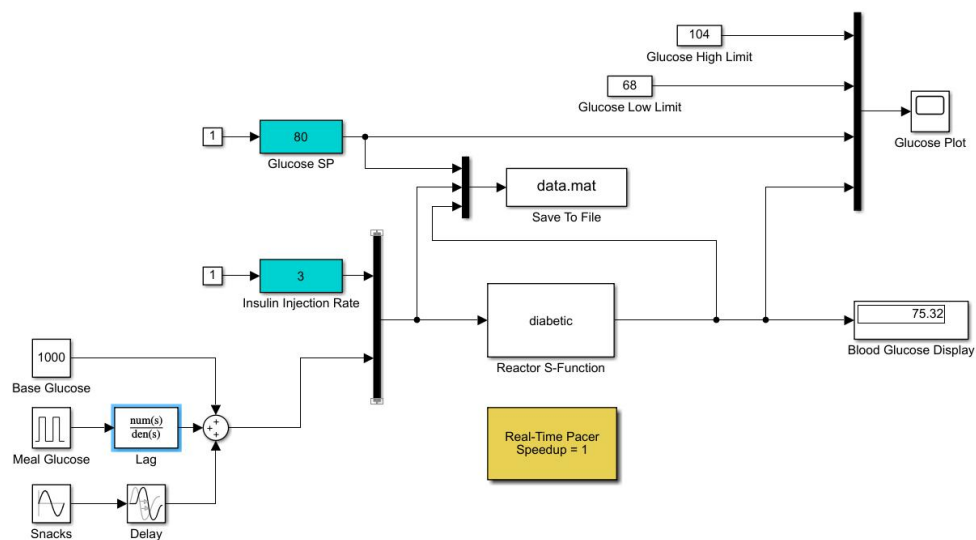 104
Glucose High Limit
68
Glucose Low Limit
Glucose Plot
1
80
Glucose SP
data.mat
Save To File
1
3
Insulin Injection Rate
diabetic
Reactor S-Function
75.32
Blood Glucose Display
1000
Base Glucose
num(s)
den(s)
Meal Glucose
Lag
+
+
+
Real-Time Pacer
Speedup = 1
Snacks
Delay